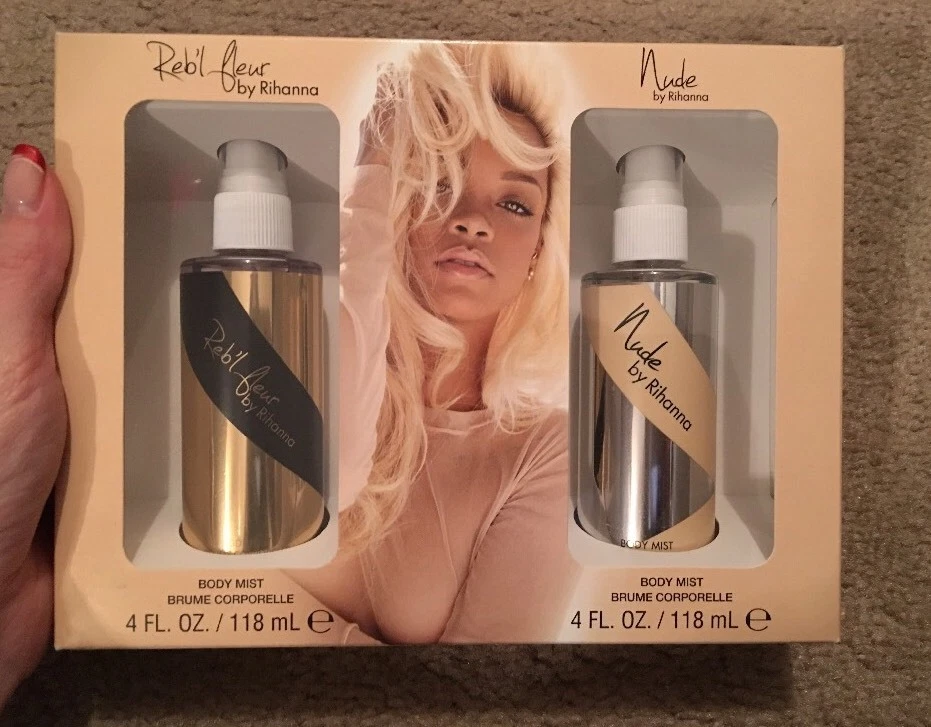 Reb'l fleur
by Rihanna
Nude
by Rihanna
Reb'l fleur
by Rihanna
Nude
by Rihanna
BODY MIST
BODY MIST
BRUME CORPORELLE
4 FL. OZ. / 118 mL ℮
BODY MIST
BRUME CORPORELLE
4 FL. OZ. / 118 mL ℮